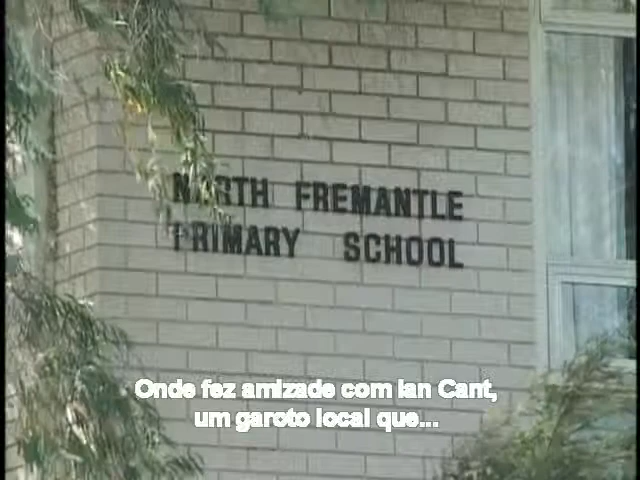 NORTH FREMANTLE
PRIMARY SCHOOL
Onde fez amizade com Ian Cant,
um garoto local que...